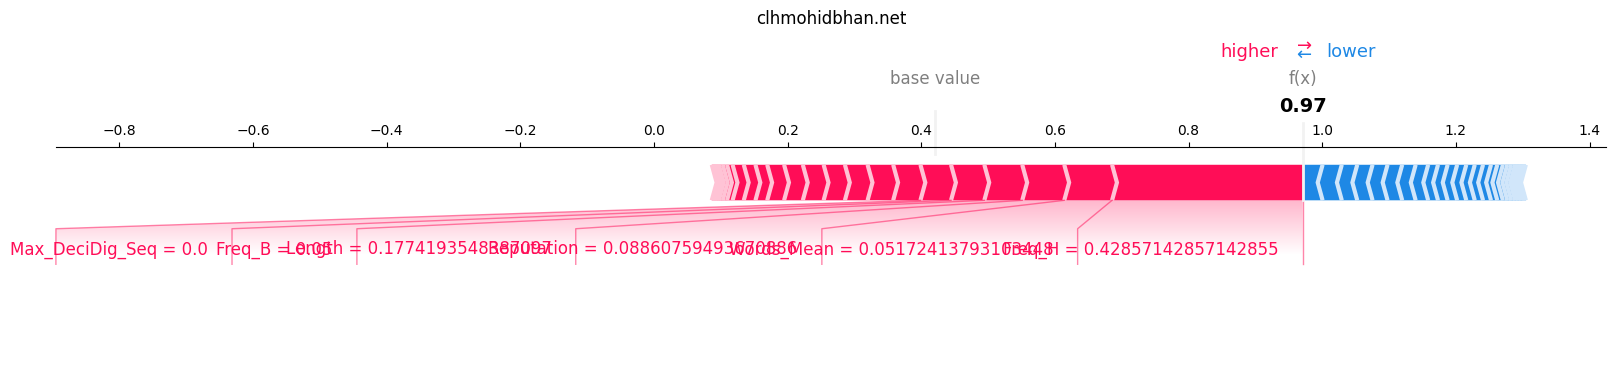 clhmohidbhan.net
higher → ← lower
base value f(x)
0.97
−0.8 −0.6 −0.4 −0.2 0.0 0.2 0.4 0.6 0.8 1.0 1.2 1.4
Max_DeciDig_Seq = 0.0 Freq_B = 0.05 Length = 0.1774193548387097 Reputation = 0.08860759493670886 Words_Mean = 0.05172413793103448 Freq_H = 0.42857142857142855